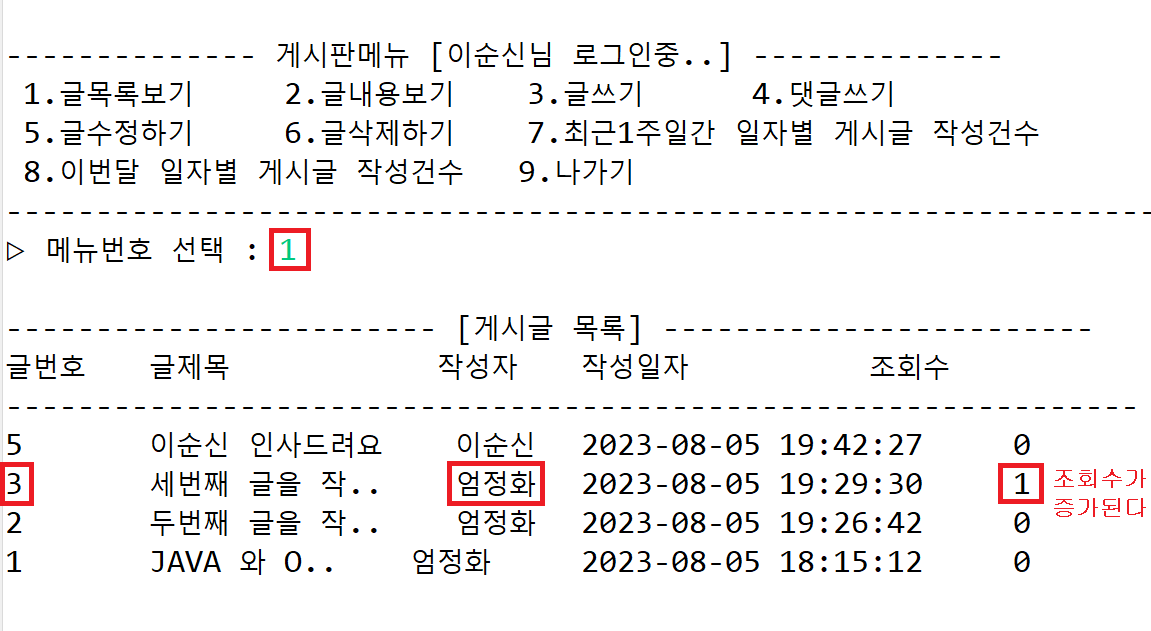 -------------- 게시판메뉴 [이순신님 로그인중..] --------------
1.글목록보기 2.글내용보기 3.글쓰기 4.댓글쓰기
5.글수정하기 6.글삭제하기 7.최근1주일간 일자별 게시글 작성건수
8.이번달 일자별 게시글 작성건수 9.나가기
----------------------------------------------------------------
▷ 메뉴번호 선택 : 1
------------------------ [게시글 목록] ------------------------
글번호 글제목 작성자 작성일자 조회수
---------------------------------------------------------------
5 이순신 인사드려요 이순신 2023-08-05 19:42:27 0
3 세번째 글을 작.. 엄정화 2023-08-05 19:29:30 1 조회수가
증가된다
2 두번째 글을 작.. 엄정화 2023-08-05 19:26:42 0
1 JAVA 와 O.. 엄정화 2023-08-05 18:15:12 0